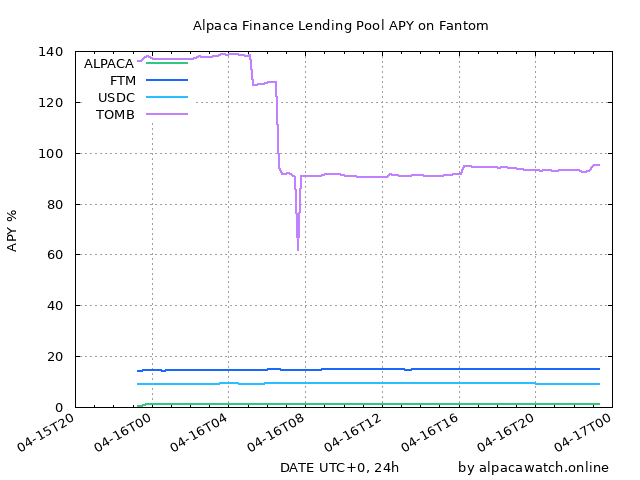 Alpaca Finance Lending Pool APY on Fantom
APY %
140
120
100
80
60
40
20
0
ALPACA
FTM
USDC
TOMB
04-15T20
04-16T00
04-16T04
04-16T08
04-16T12
04-16T16
04-16T20
04-17T00
DATE UTC+0, 24h
by alpacawatch.online